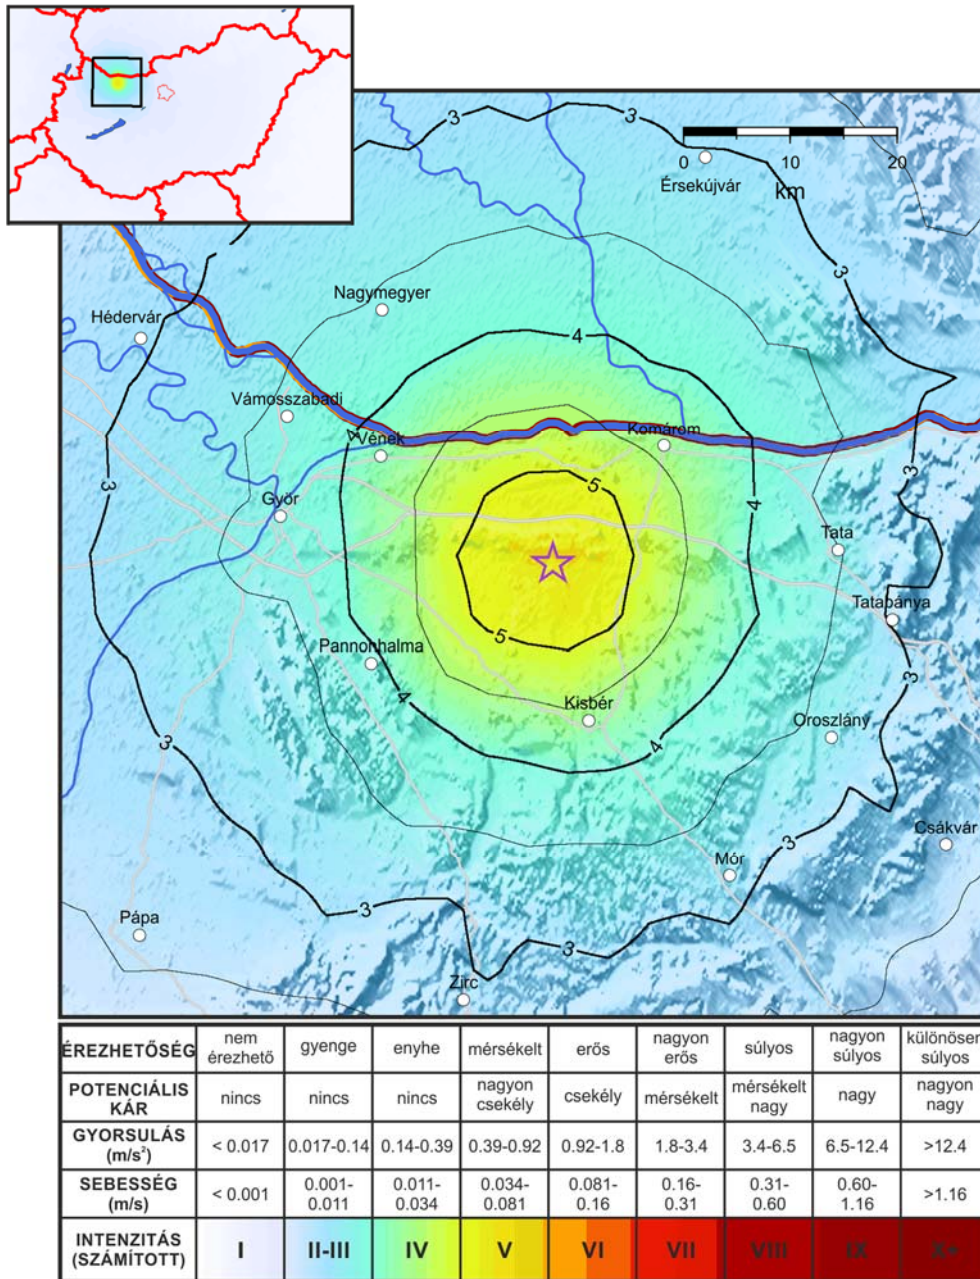 3
3
0
10
20
km
Érsekújvár
3
Nagymegyer
Hédervár
4
Vámosszabadi
4
Vének
Komárom
3
3
5
4
Győr
Tata
Tatabánya
5
Pannonhalma
4
3
Kisbér
4
Oroszlány
3
Csákvár
3
Mór
3
Pápa
3
Zirc
ÉREZHETŐSÉG nem érezhető gyenge enyhe mérsékelt erős nagyon erős súlyos nagyon súlyos különösen súlyos
POTENCIÁLIS KÁR nincs nincs nincs nagyon csekély csekély mérsékelt mérsékelt nagy nagy nagyon nagy
GYORSULÁS (m/s²) < 0.017 0.017-0.14 0.14-0.39 0.39-0.92 0.92-1.8 1.8-3.4 3.4-6.5 6.5-12.4 >12.4
SEBESSÉG (m/s) < 0.001 0.001-0.011 0.011-0.034 0.034-0.081 0.081-0.16 0.16-0.31 0.31-0.60 0.60-1.16 >1.16
INTENZITÁS (SZÁMÍTOTT) I II-III IV V VI VII VIII IX X+